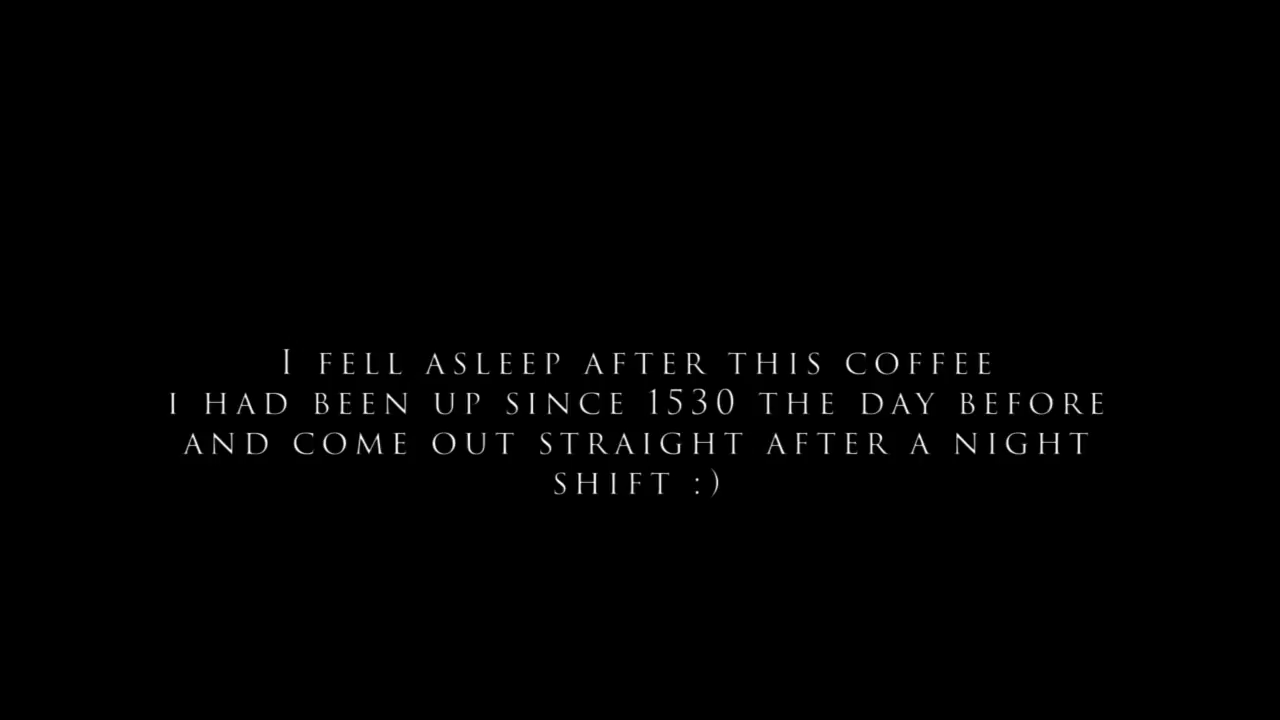 I FELL ASLEEP AFTER THIS COFFEE
I HAD BEEN UP SINCE 1530 THE DAY BEFORE
AND COME OUT STRAIGHT AFTER A NIGHT
SHIFT :)